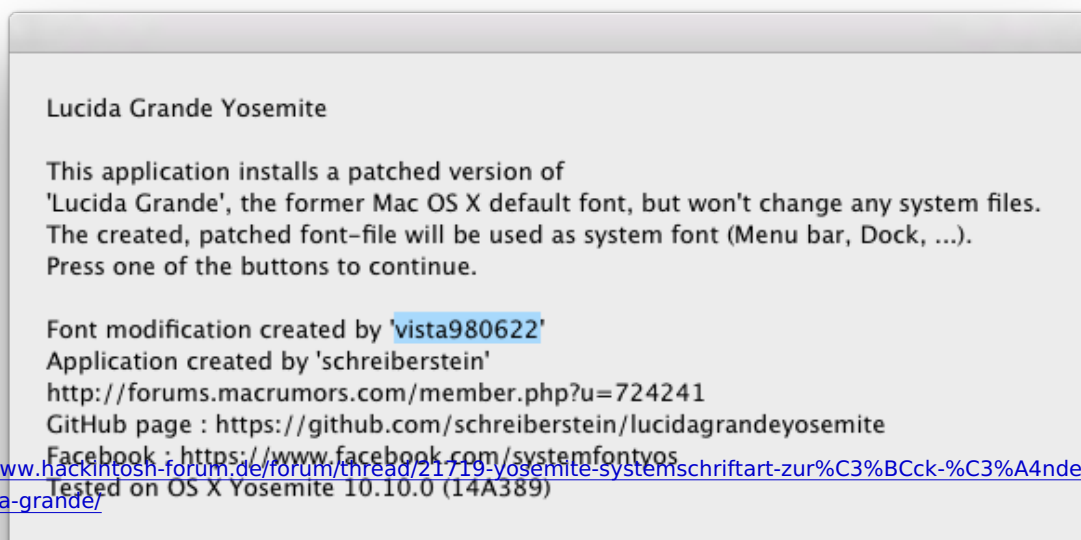 Lucida Grande Yosemite
This application installs a patched version of
'Lucida Grande', the former Mac OS X default font, but won't change any system files.
The created, patched font-file will be used as system font (Menu bar, Dock, ...).
Press one of the buttons to continue.
Font modification created by 'vista980622'
Application created by 'schreiberstein'
http://forums.macrumors.com/member.php?u=724241
GitHub page : https://github.com/schreiberstein/lucidagrandeyosemite
Facebook : https://www.facebook.com/systemfontyos
ww.hackintosh-forum.de/forum/thread/21719-yosemite-systemschriftart-zur%C3%BCck-%C3%A4nde
Tested on OS X Yosemite 10.10.0 (14A389)
a-grande/